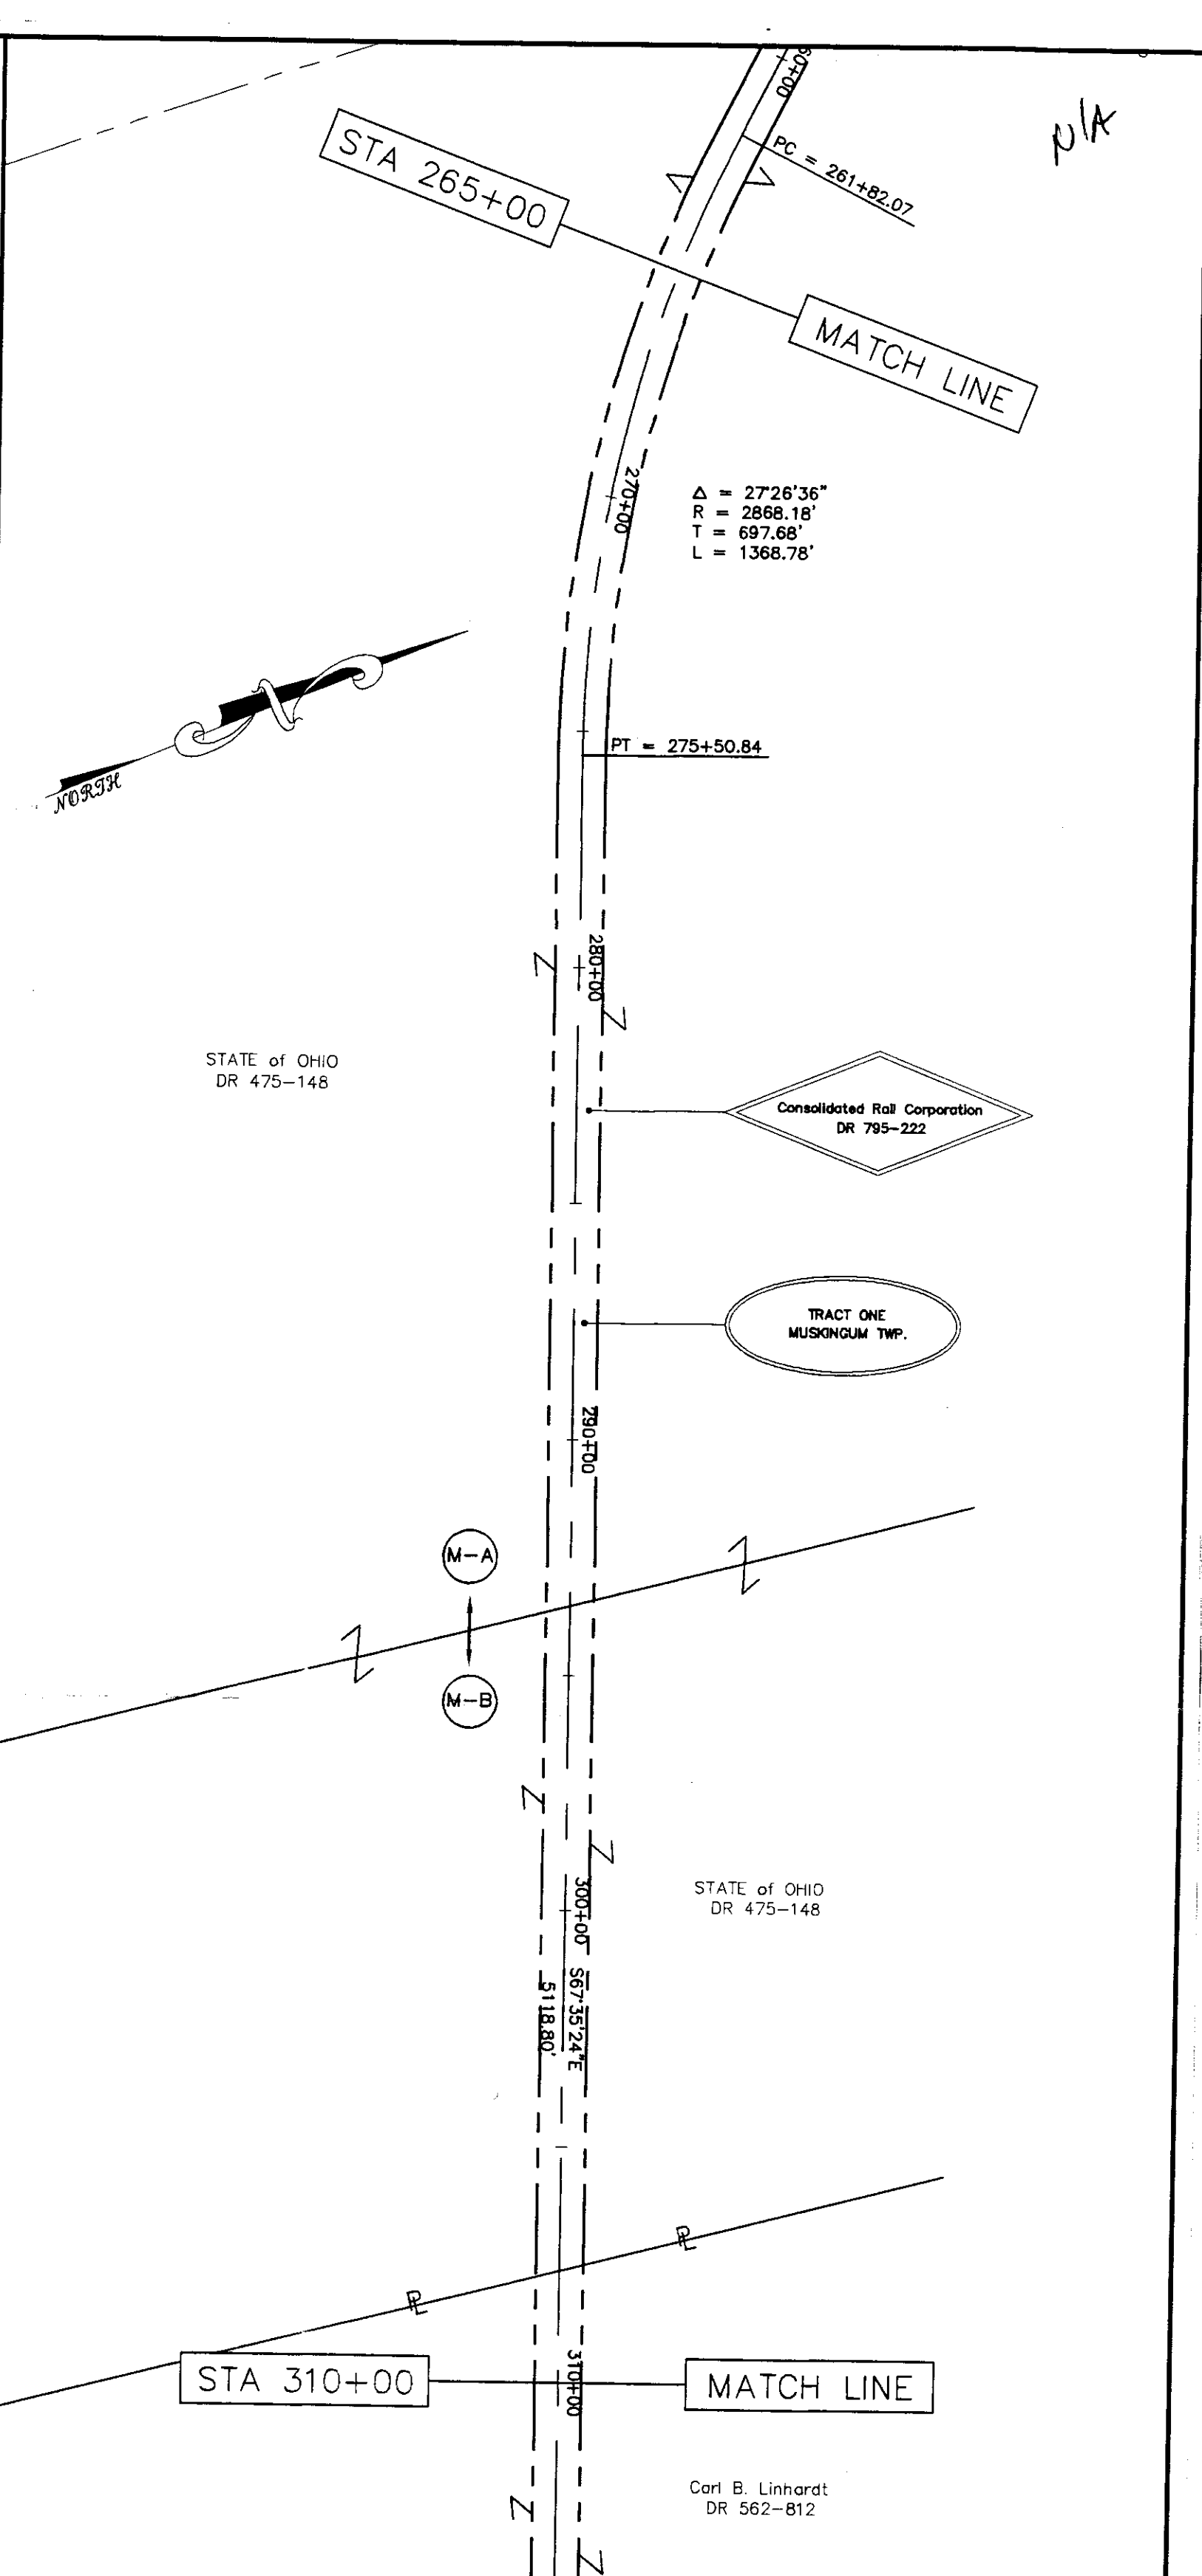 60+00
N/A
PC = 261+82.07
STA 265+00
MATCH LINE
270+00
Δ = 27°26'36"
R = 2868.18'
T = 697.68'
L = 1368.78'
N
NORTH
PT = 275+50.84
280+00
STATE of OHIO
DR 475-148
Consolidated Rail Corporation
DR 795-222
TRACT ONE
MUSKINGUM TWP.
290+00
M-A
M-B
STATE of OHIO
DR 475-148
300+00
S67°35'24"E
5118.80'
PL
PL
STA 310+00
310+00
MATCH LINE
Carl B. Linhardt
DR 562-812